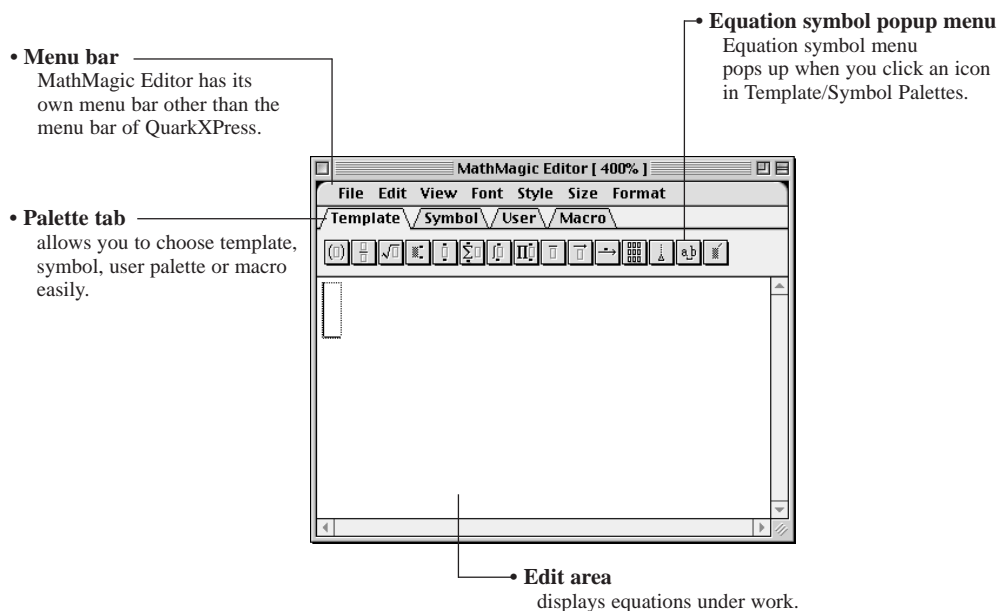 • Equation symbol popup menu
Equation symbol menu
pops up when you click an icon
in Template/Symbol Palettes.
• Menu bar
MathMagic Editor has its
own menu bar other than the
menu bar of QuarkXPress.
MathMagic Editor [ 400% ]
File Edit View Font Style Size Format
Template Symbol User Macro
• Palette tab
allows you to choose template,
symbol, user palette or macro
easily.
• Edit area
displays equations under work.